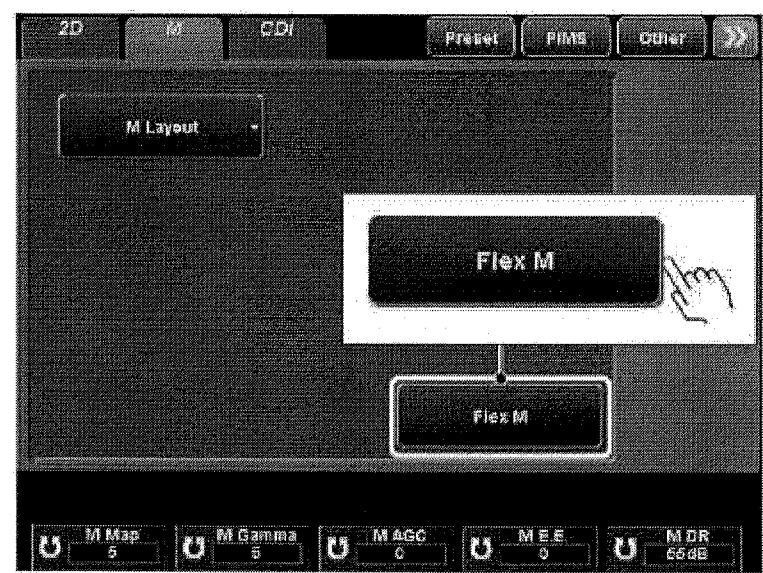 2D M CDI Preset PIMS Other
M Layout
Flex M
Flex M
M Map M Gamma M AGC M E.E. M DR
5 5 0 0 65dB